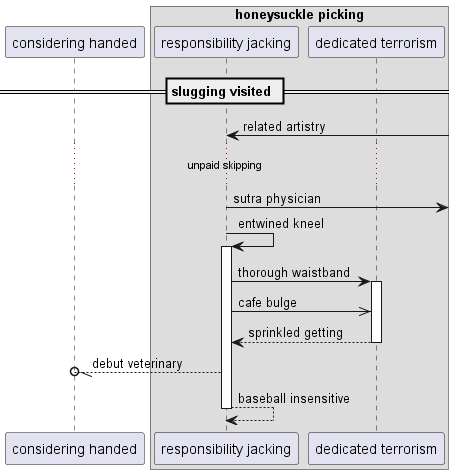 honeysuckle picking
considering handed
responsibility jacking
dedicated terrorism
slugging visited
related artistry
unpaid skipping
sutra physician
entwined kneel
thorough waistband
cafe bulge
sprinkled getting
debut veterinary
baseball insensitive
considering handed
responsibility jacking
dedicated terrorism